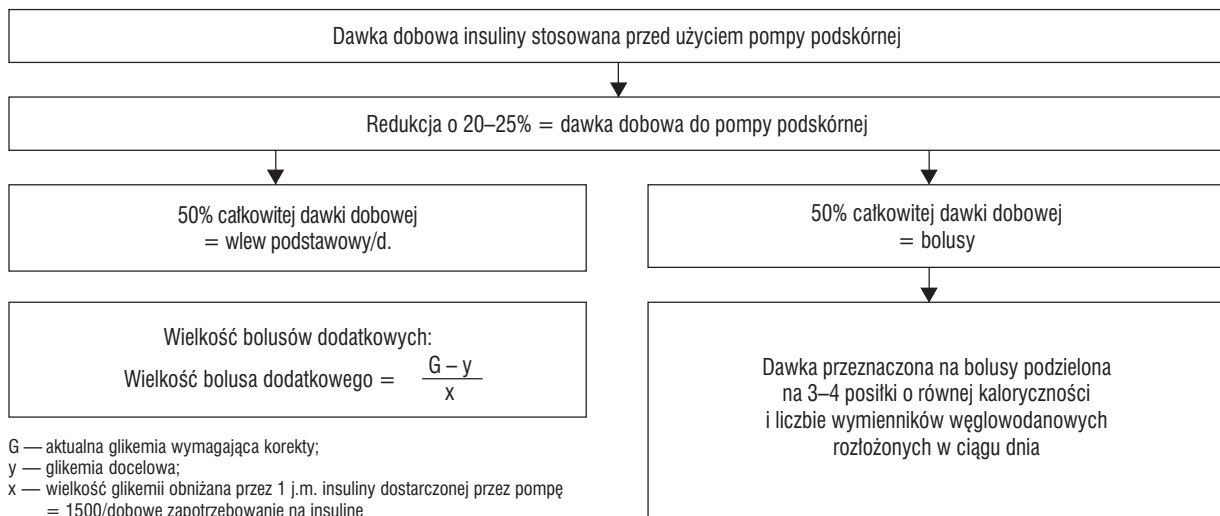 Dawka dobowa insuliny stosowana przed użyciem pompy podskórnej
Redukcja o 20–25% = dawka dobowa do pompy podskórnej
50% całkowitej dawki dobowej
= wlew podstawowy/d.
50% całkowitej dawki dobowej
= bolusy
Wielkość bolusów dodatkowych:
Wielkość bolusa dodatkowego = G – y
x
Dawka przeznaczona na bolusy podzielona
na 3–4 posiłki o równej kaloryczności
i liczbie wymienników węglowodanowych
rozłożonych w ciągu dnia
G — aktualna glikemia wymagająca korekty;
y — glikemia docelowa;
x — wielkość glikemii obniżana przez 1 j.m. insuliny dostarczonej przez pompę
= 1500/dobowe zapotrzebowanie na insulinę